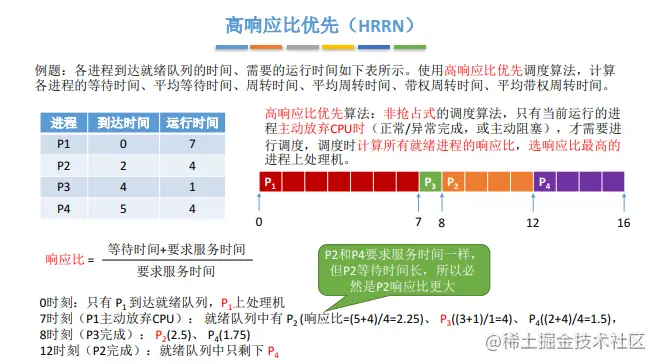 高响应比优先（HRRN）
例题：各进程到达就绪队列的时间、需要的运行时间如下表所示。使用高响应比优先调度算法，计算
各进程的等待时间、平均等待时间、周转时间、平均周转时间、带权周转时间、平均带权周转时间。
进程 到达时间 运行时间
P1 0 7
P2 2 4
P3 4 1
P4 5 4
高响应比优先算法：非抢占式的调度算法，只有当前运行的进
程主动放弃CPU时（正常/异常完成，或主动阻塞），才需要进
行调度，调度时计算所有就绪进程的响应比，选响应比最高的
进程上处理机。
P1 P3 P2 P4
0 7 8 12 16
响应比 =
等待时间+要求服务时间
要求服务时间
P2和P4要求服务时间一样，
但P2等待时间长，所以必
然是P2响应比更大
0时刻：只有 P1 到达就绪队列，P1上处理机
7时刻（P1主动放弃CPU）： 就绪队列中有 P2 (响应比=(5+4)/4=2.25)、 P3((3+1)/1=4)、 P4((2+4)/4=1.5)，
8时刻（P3完成）： P2(2.5)、 P4(1.75)
12时刻（P2完成）：就绪队列中只剩下 P4
@稀土掘金技术社区